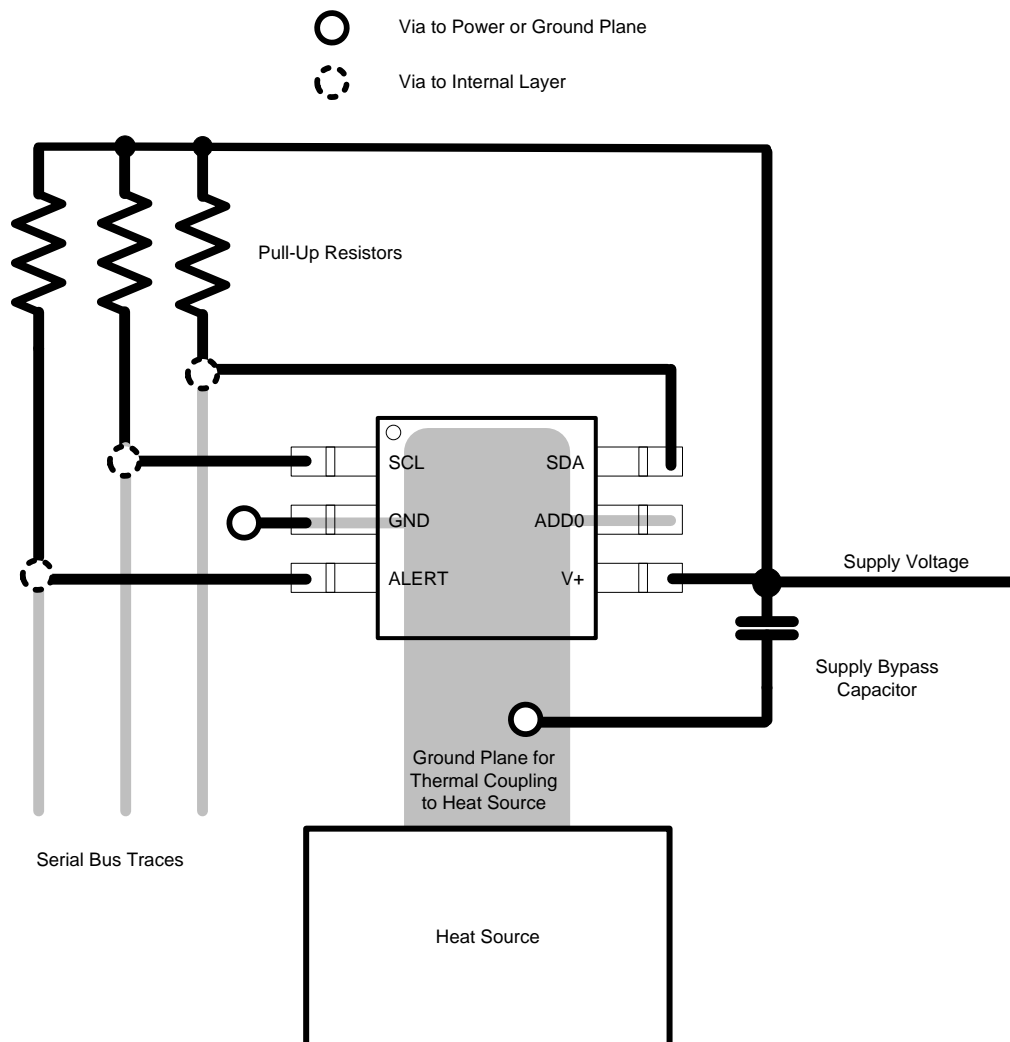 Via to Power or Ground Plane
Via to Internal Layer
Pull-Up Resistors
SCL
SDA
GND
ADD0
ALERT
V+
Supply Voltage
Supply Bypass
Capacitor
Ground Plane for
Thermal Coupling
to Heat Source
Serial Bus Traces
Heat Source